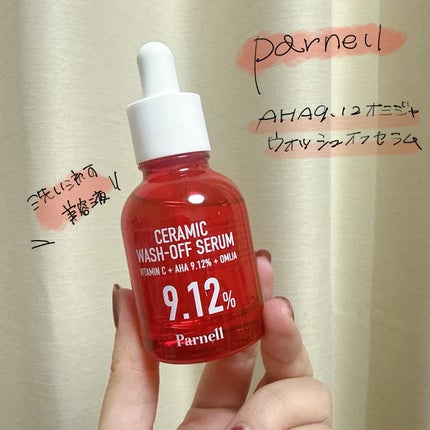 parnell
AHA9.12オミジャ
ウォッシュオフセラム
洗い流す
美容液
CERAMIC
WASH-OFF SERUM
VITAMIN C + AHA 9.12% + OMIJA
9.12%
Parnell